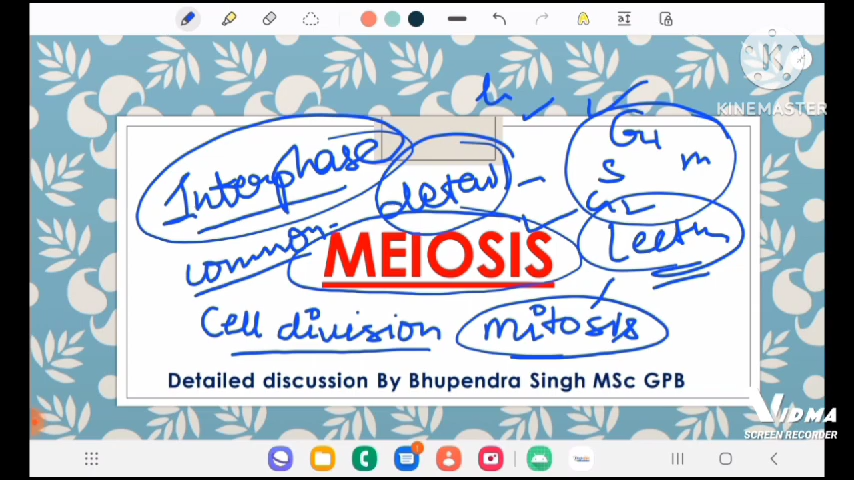 KINEMASTER
Interphase
detail
G1
S
m
G2
common
MEIOSIS
Cell division mitosis
Detailed discussion By Bhupendra Singh MSc GPB
VIDMA
SCREEN RECORDER